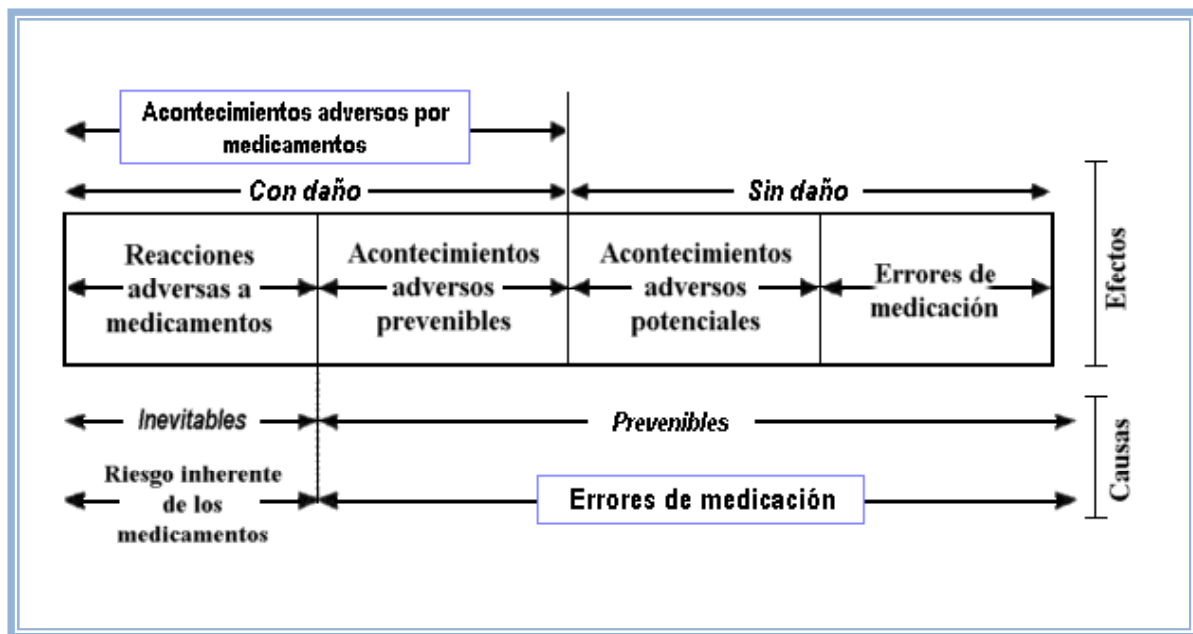 Acontecimientos adversos por
medicamentos
Con daño
Sin daño
Reacciones
adversas a
medicamentos
Acontecimientos
adversos
prevenibles
Acontecimientos
adversos
potenciales
Errores de
medicación
Efectos
Inevitables
Prevenibles
Riesgo inherente
de los
medicamentos
Errores de medicación
Causas